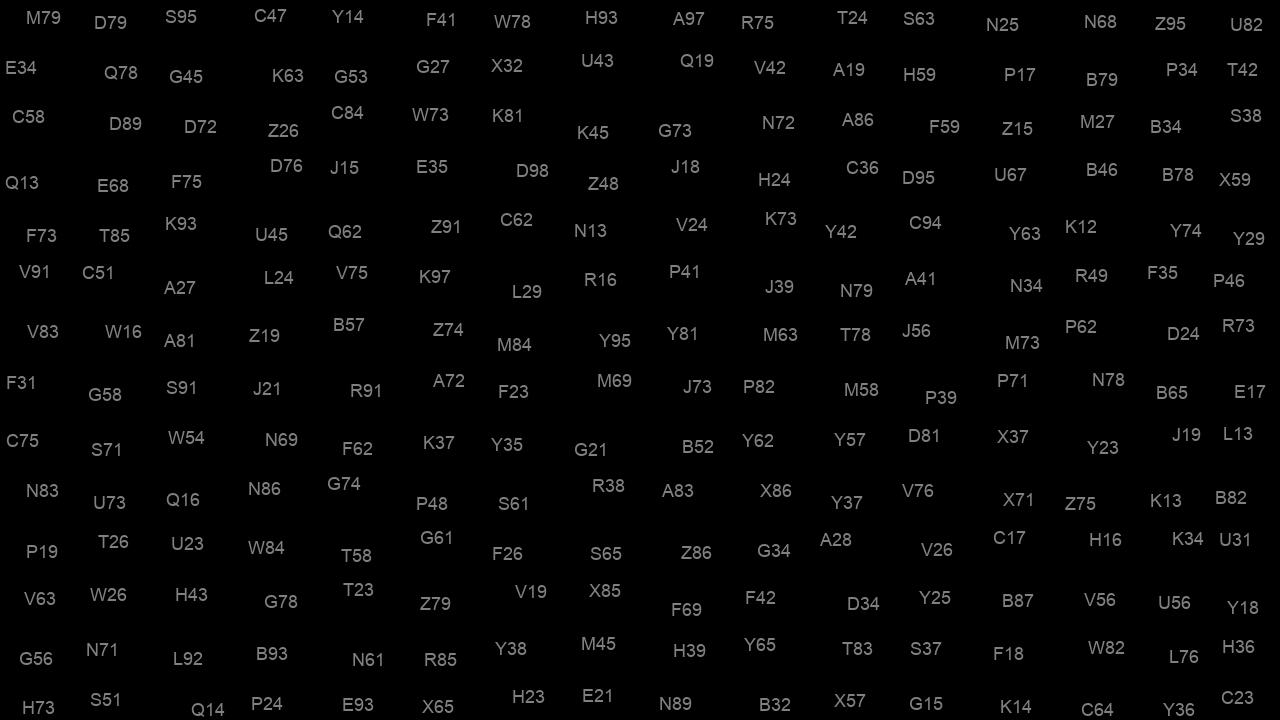 M79 D79 S95 C47 Y14 F41 W78 H93 A97 R75 T24 S63 N25 N68 Z95 U82
E34 Q78 G45 K63 G53 G27 X32 U43 Q19 V42 A19 H59 P17 B79 P34 T42
C58 D89 D72 Z26 C84 W73 K81 K45 G73 N72 A86 F59 Z15 M27 B34 S38
Q13 E68 F75 D76 J15 E35 D98 Z48 J18 H24 C36 D95 U67 B46 B78 X59
F73 T85 K93 U45 Q62 Z91 C62 N13 V24 K73 Y42 C94 Y63 K12 Y74 Y29
V91 C51 A27 L24 V75 K97 L29 R16 P41 J39 N79 A41 N34 R49 F35 P46
V83 W16 A81 Z19 B57 Z74 M84 Y95 Y81 M63 T78 J56 M73 P62 D24 R73
F31 G58 S91 J21 R91 A72 F23 M69 J73 P82 M58 P39 P71 N78 B65 E17
C75 S71 W54 N69 F62 K37 Y35 G21 B52 Y62 Y57 D81 X37 Y23 J19 L13
N83 U73 Q16 N86 G74 P48 S61 R38 A83 X86 Y37 V76 X71 Z75 K13 B82
P19 T26 U23 W84 T58 G61 F26 S65 Z86 G34 A28 V26 C17 H16 K34 U31
V63 W26 H43 G78 T23 Z79 V19 X85 F69 F42 D34 Y25 B87 V56 U56 Y18
G56 N71 L92 B93 N61 R85 Y38 M45 H39 Y65 T83 S37 F18 W82 L76 H36
H73 S51 Q14 P24 E93 X65 H23 E21 N89 B32 X57 G15 K14 C64 Y36 C23